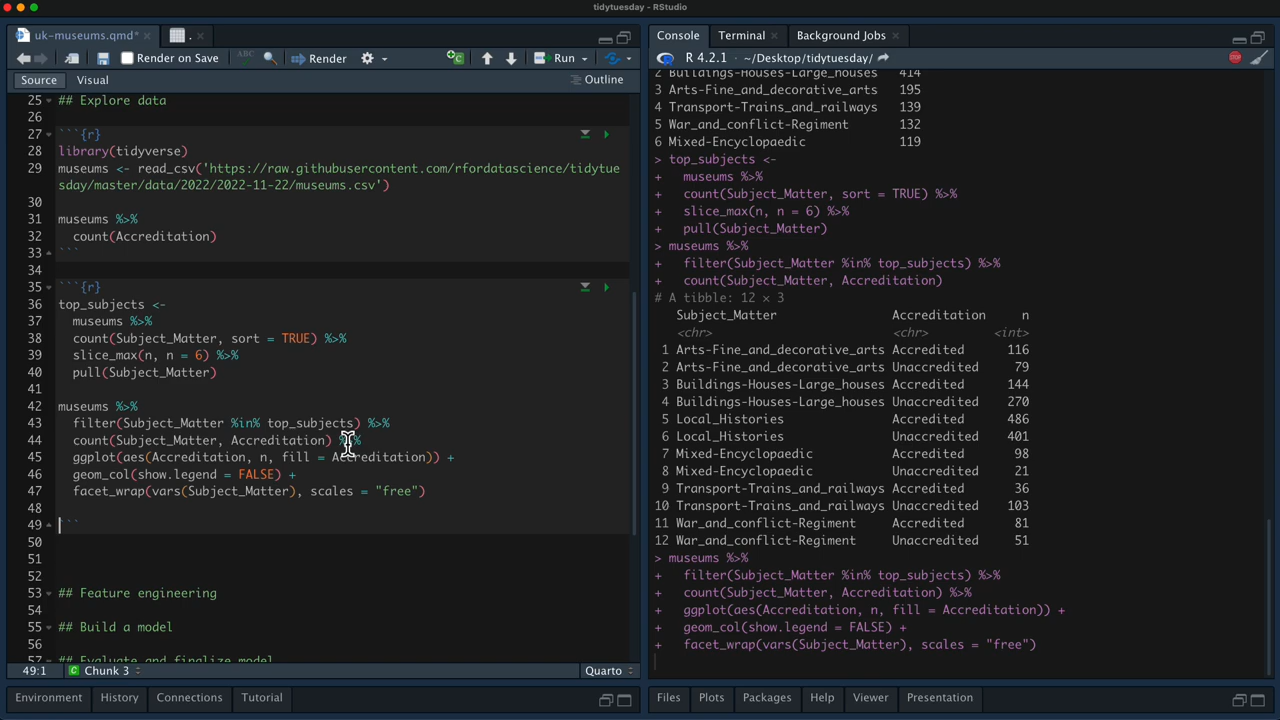 tidytuesday - RStudio
uk-museums.qmd* ×
. ×
Render on Save
ABC
Render
Run
Source Visual
Outline
25 ## Explore data
26
27 ```{r}
28 library(tidyverse)
29 museums <- read_csv('https://raw.githubusercontent.com/rfordatascience/tidytue
sday/master/data/2022/2022-11-22/museums.csv')
30
31 museums %>%
32 count(Accreditation)
33 ```
34
35 ```{r}
36 top_subjects <-
37 museums %>%
38 count(Subject_Matter, sort = TRUE) %>%
39 slice_max(n, n = 6) %>%
40 pull(Subject_Matter)
41
42 museums %>%
43 filter(Subject_Matter %in% top_subjects) %>%
44 count(Subject_Matter, Accreditation) %>%
45 ggplot(aes(Accreditation, n, fill = Accreditation)) +
46 geom_col(show.legend = FALSE) +
47 facet_wrap(vars(Subject_Matter), scales = "free")
48
49 ```
50
51
52
53 ## Feature engineering
54
55 ## Build a model
56
57 ## Evaluate and finalize model
49:1 Chunk 3 Quarto
Environment History Connections Tutorial
Console Terminal × Background Jobs ×
R 4.2.1 · ~/Desktop/tidytuesday/
2 Buildings-Houses-Large_houses 414
3 Arts-Fine_and_decorative_arts 195
4 Transport-Trains_and_railways 139
5 War_and_conflict-Regiment 132
6 Mixed-Encyclopaedic 119
> top_subjects <-
+ museums %>%
+ count(Subject_Matter, sort = TRUE) %>%
+ slice_max(n, n = 6) %>%
+ pull(Subject_Matter)
> museums %>%
+ filter(Subject_Matter %in% top_subjects) %>%
+ count(Subject_Matter, Accreditation)
# A tibble: 12 × 3
Subject_Matter Accreditation n
<chr> <chr> <int>
1 Arts-Fine_and_decorative_arts Accredited 116
2 Arts-Fine_and_decorative_arts Unaccredited 79
3 Buildings-Houses-Large_houses Accredited 144
4 Buildings-Houses-Large_houses Unaccredited 270
5 Local_Histories Accredited 486
6 Local_Histories Unaccredited 401
7 Mixed-Encyclopaedic Accredited 98
8 Mixed-Encyclopaedic Unaccredited 21
9 Transport-Trains_and_railways Accredited 36
10 Transport-Trains_and_railways Unaccredited 103
11 War_and_conflict-Regiment Accredited 81
12 War_and_conflict-Regiment Unaccredited 51
> museums %>%
+ filter(Subject_Matter %in% top_subjects) %>%
+ count(Subject_Matter, Accreditation) %>%
+ ggplot(aes(Accreditation, n, fill = Accreditation)) +
+ geom_col(show.legend = FALSE) +
+ facet_wrap(vars(Subject_Matter), scales = "free")
Files Plots Packages Help Viewer Presentation